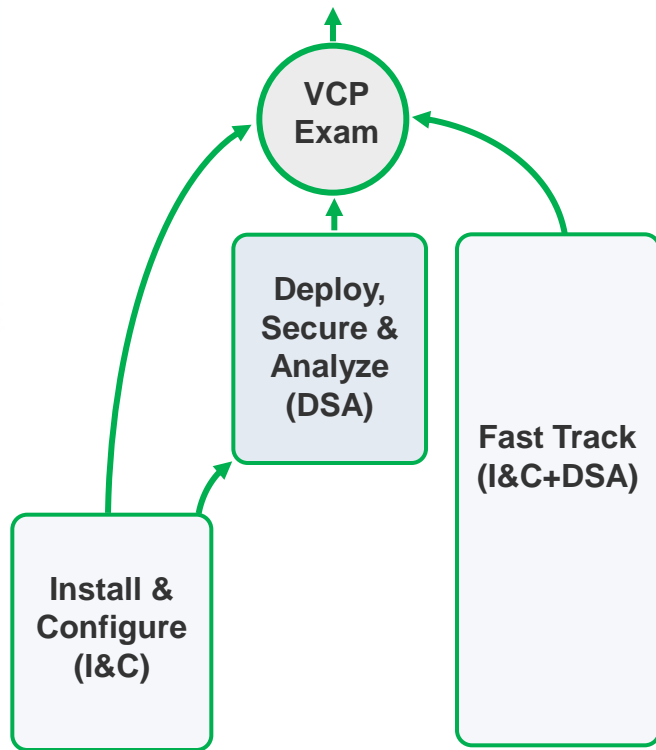 VCP
Exam
Deploy,
Secure &
Analyze
(DSA)
Fast Track
(I&C+DSA)
Install &
Configure
(I&C)